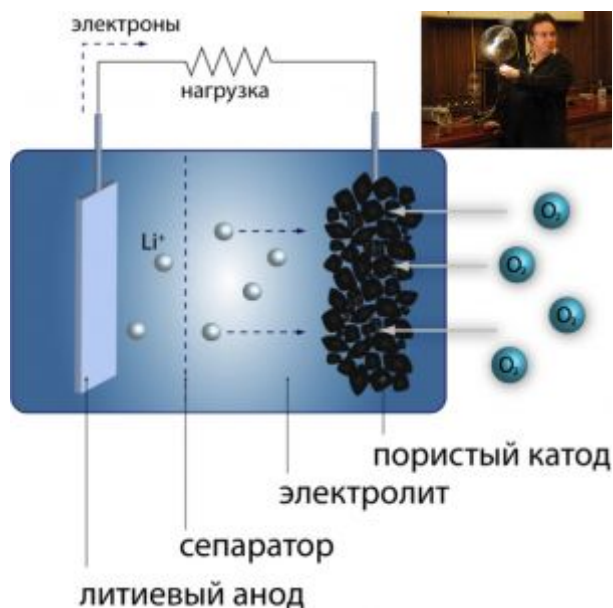 электроны
нагрузка
Li⁺
O₂
O₂
O₂
O₂
пористый катод
электролит
сепаратор
литиевый анод